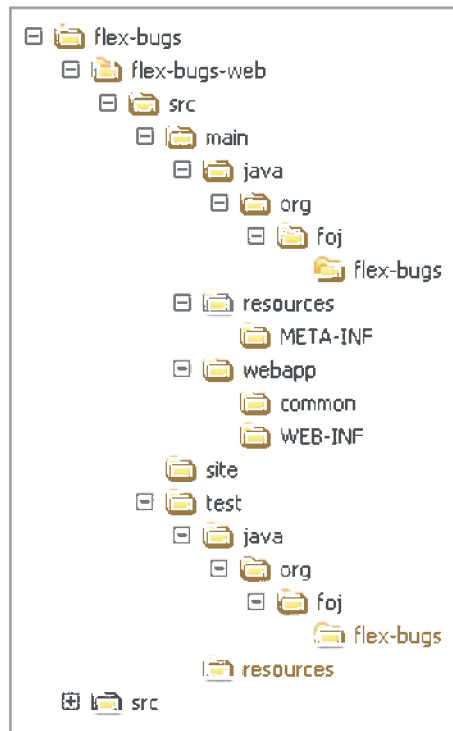 flex-bugs
flex-bugs-web
src
main
java
org
foj
flex-bugs
resources
META-INF
webapp
common
WEB-INF
site
test
java
org
foj
flex-bugs
resources
src